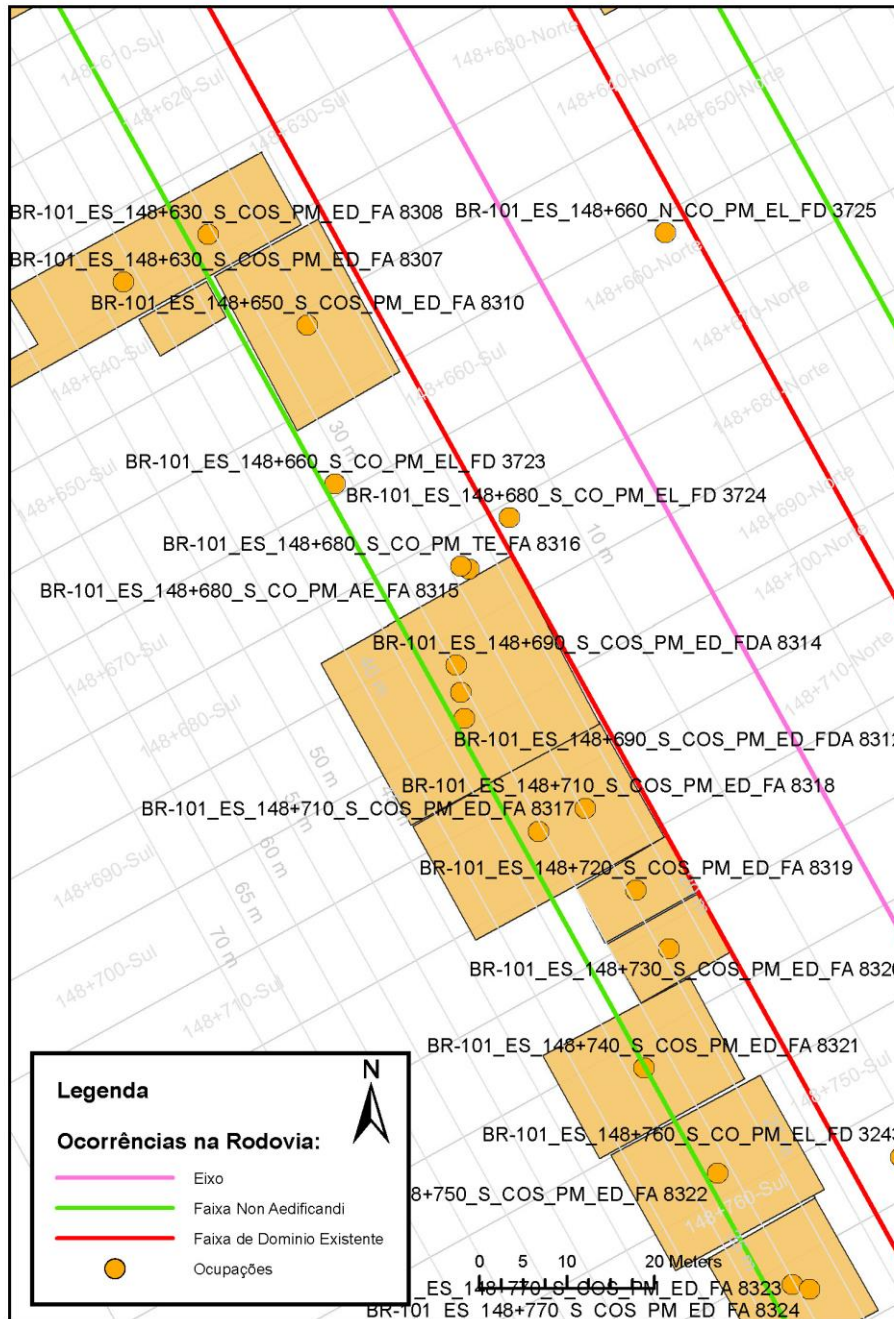 148+610-Sul
148+630-Norte
148+620-Sul
148+640-Norte
148+630-Sul
148+650-Norte
BR-101_ES_148+630_S_COS_PM_ED_FA 8308
BR-101_ES_148+660_N_CO_PM_EL_FD 3725
BR-101_ES_148+630_S_COS_PM_ED_FA 8307
148+660-Norte
BR-101_ES_148+650_S_COS_PM_ED_FA 8310
148+670-Norte
148+640-Sul
148+660-Sul
148+680-Norte
30 m
BR-101_ES_148+660_S_CO_PM_EL_FD 3723
148+650-Sul
BR-101_ES_148+680_S_CO_PM_EL_FD 3724
148+690-Norte
10 m
BR-101_ES_148+680_S_CO_PM_TE_FA 8316
148+700-Norte
BR-101_ES_148+680_S_CO_PM_AE_FA 8315
BR-101_ES_148+690_S_COS_PM_ED_FDA 8314
148+670-Sul
40 m
148+710-Norte
148+680-Sul
BR-101_ES_148+690_S_COS_PM_ED_FDA 8312
50 m
BR-101_ES_148+710_S_COS_PM_ED_FA 8318
BR-101_ES_148+710_S_COS_PM_ED_FA 8317
60 m
BR-101_ES_148+720_S_COS_PM_ED_FA 8319
148+690-Sul
65 m
70 m
BR-101_ES_148+730_S_COS_PM_ED_FA 8320
148+700-Sul
148+710-Sul
BR-101_ES_148+740_S_COS_PM_ED_FA 8321
148+750-Sul
BR-101_ES_148+760_S_CO_PM_EL_FD 3243
8+750_S_COS_PM_ED_FA 8322
148+760-Sul
_ES_148+770_S_COS_PM_ED_FA 8323
BR-101_ES_148+770_S_COS_PM_ED_FA 8324
0 5 10 20 Meters
N
Legenda
Ocorrências na Rodovia:
Eixo
Faixa Non Aedificandi
Faixa de Dominio Existente
Ocupações